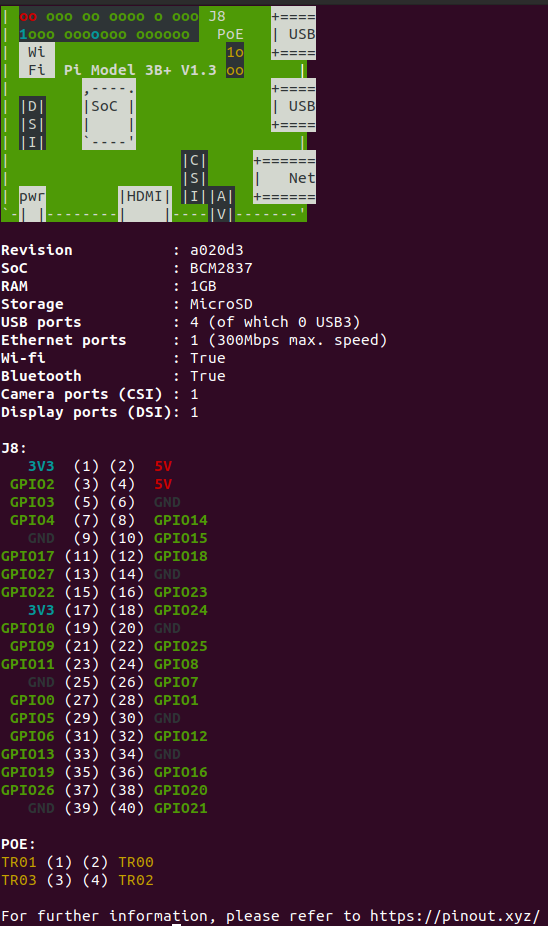 | oo ooo oo oooo o ooo J8     +====
| 1ooo ooooooo oooooo   PoE   | USB
|  Wi                    1o   +====
|  Fi  Pi Model 3B+ V1.3 oo      |
|        ,----.               +====
| |D|    |SoC |               | USB
| |S|    |    |               +====
| |I|    `----'                  |
|                   |C|     +======
|                   |S|     |   Net
| pwr        |HDMI| |I||A|  +======
`-| |--------|    |----|V|-------'
Revision           : a020d3
SoC                : BCM2837
RAM                : 1GB
Storage            : MicroSD
USB ports          : 4 (of which 0 USB3)
Ethernet ports     : 1 (300Mbps max. speed)
Wi-fi              : True
Bluetooth          : True
Camera ports (CSI) : 1
Display ports (DSI): 1
J8:
   3V3  (1) (2)  5V
 GPIO2  (3) (4)  5V
 GPIO3  (5) (6)  GND
 GPIO4  (7) (8)  GPIO14
   GND  (9) (10) GPIO15
GPIO17 (11) (12) GPIO18
GPIO27 (13) (14) GND
GPIO22 (15) (16) GPIO23
   3V3 (17) (18) GPIO24
GPIO10 (19) (20) GND
 GPIO9 (21) (22) GPIO25
GPIO11 (23) (24) GPIO8
   GND (25) (26) GPIO7
 GPIO0 (27) (28) GPIO1
 GPIO5 (29) (30) GND
 GPIO6 (31) (32) GPIO12
GPIO13 (33) (34) GND
GPIO19 (35) (36) GPIO16
GPIO26 (37) (38) GPIO20
   GND (39) (40) GPIO21
POE:
TR01 (1) (2) TR00
TR03 (3) (4) TR02
For further information, please refer to https://pinout.xyz/